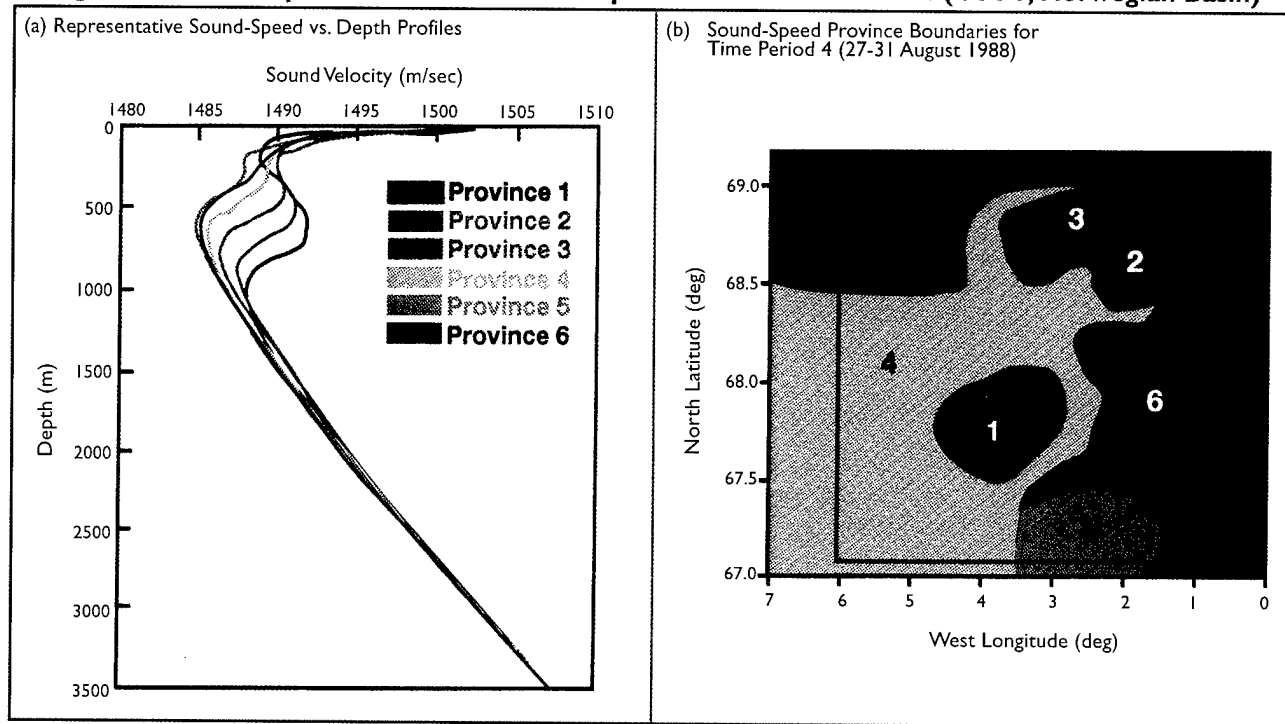 (a) Representative Sound-Speed vs. Depth Profiles
Sound Velocity (m/sec)
1480 1485 1490 1495 1500 1505 1510
0
500
1000
1500
2000
2500
3000
3500
Depth (m)
Province 1
Province 2
Province 3
Province 4
Province 5
Province 6
(b) Sound-Speed Province Boundaries for
Time Period 4 (27-31 August 1988)
69.0
68.5
68.0
67.5
67.0
North Latitude (deg)
3
2
4
6
1
7 6 5 4 3 2 1 0
West Longitude (deg)